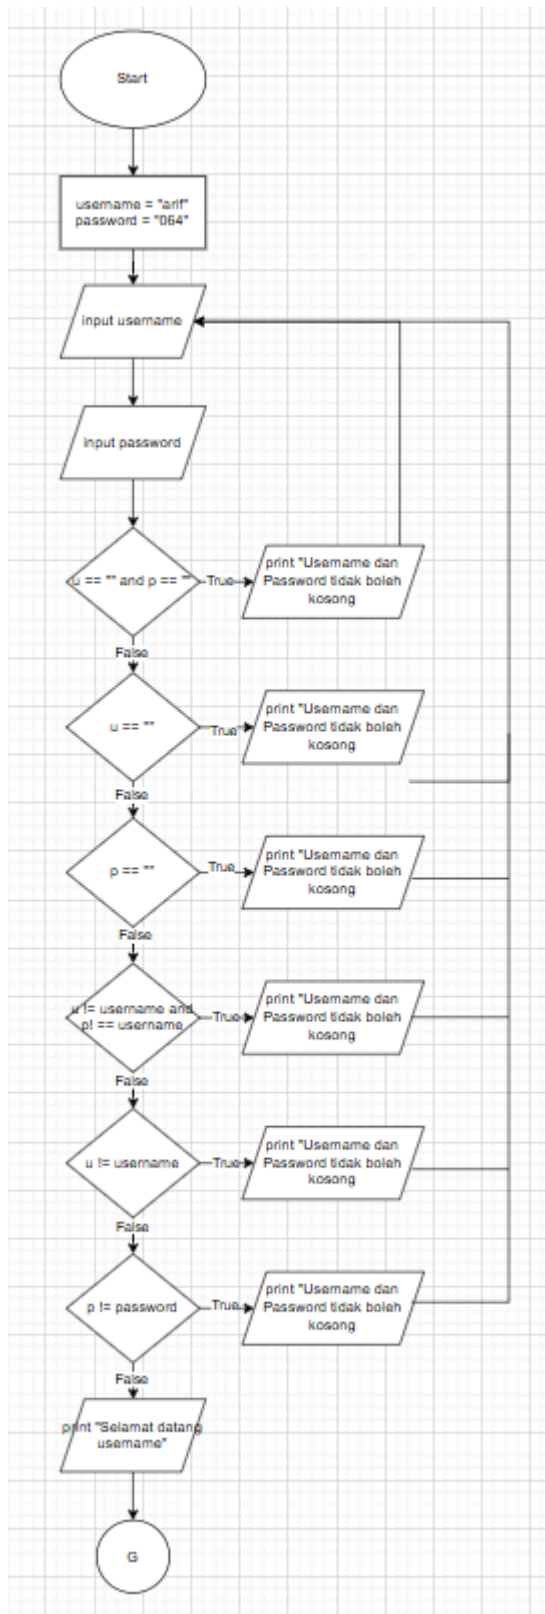 Start
username = "arif"
password = "064"
input username
input password
u == "" and p == ""
True
print "Username dan
Password tidak boleh
kosong
False
u == ""
True
print "Username dan
Password tidak boleh
kosong
False
p == ""
True
print "Username dan
Password tidak boleh
kosong
False
u != username and
p! == username
True
print "Username dan
Password tidak boleh
kosong
False
u != username
True
print "Username dan
Password tidak boleh
kosong
False
p != password
True
print "Username dan
Password tidak boleh
kosong
False
print "Selamat datang
username"
G